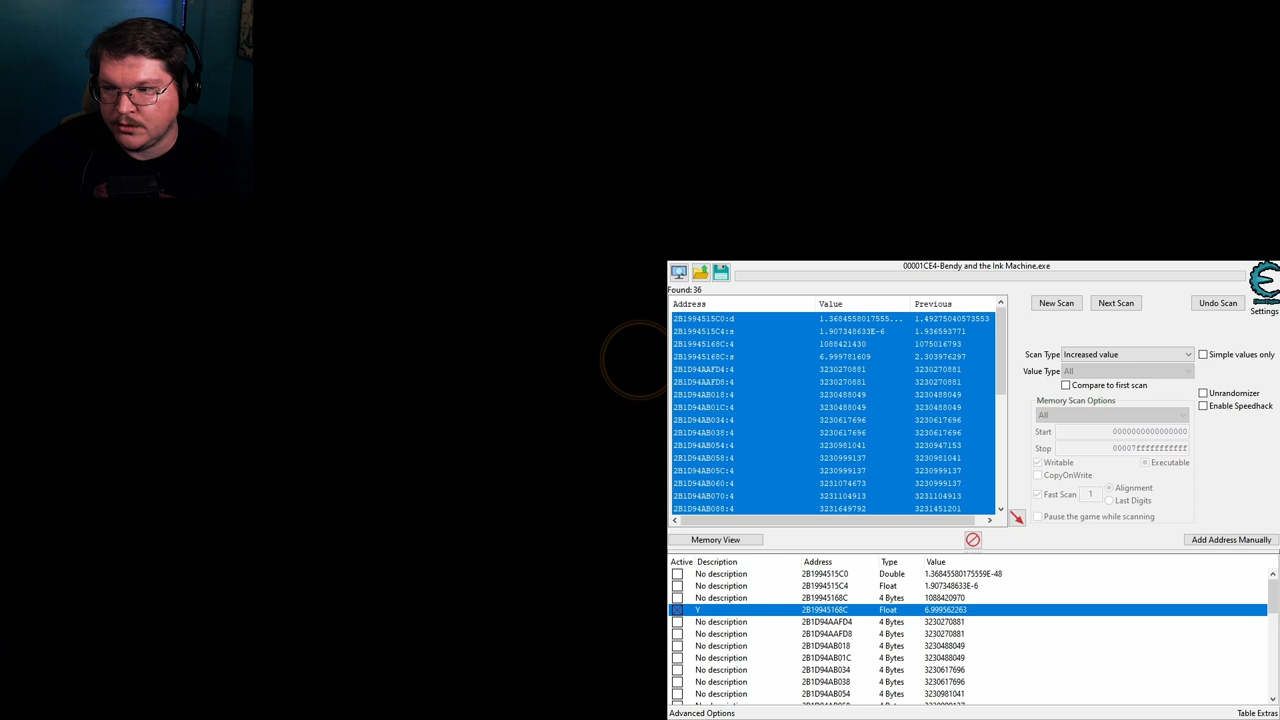 00001CE4-Bendy and the Ink Machine.exe
Found: 36
Address Value Previous
2B1994515C0:d 1.3684558017555... 1.49275040573553
2B1994515C4:s 1.907348633E-6 1.936593771
2B19945168C:4 1088421430 1075016793
2B19945168C:s 6.999781609 2.303976297
2B1D94AAFD4:4 3230270881 3230270881
2B1D94AAFD8:4 3230270881 3230270881
2B1D94AB018:4 3230488049 3230488049
2B1D94AB01C:4 3230488049 3230488049
2B1D94AB034:4 3230617696 3230617696
2B1D94AB038:4 3230617696 3230617696
2B1D94AB054:4 3230981041 3230947153
2B1D94AB058:4 3230999137 3230981041
2B1D94AB05C:4 3230999137 3230999137
2B1D94AB060:4 3231074673 3230999137
2B1D94AB070:4 3231104913 3231104913
2B1D94AB088:4 3231649792 3231451201
New Scan Next Scan Undo Scan
Settings
Scan Type Increased value Simple values only
Value Type All
Compare to first scan
Memory Scan Options
All
Unrandomizer
Enable Speedhack
Start 0000000000000000
Stop 00007fffffffffff
Writable Executable
CopyOnWrite
Fast Scan 1 Alignment
Last Digits
Pause the game while scanning
Memory View Add Address Manually
Active Description Address Type Value
No description 2B1994515C0 Double 1.36845580175559E-48
No description 2B1994515C4 Float 1.907348633E-6
No description 2B19945168C 4 Bytes 1088420970
Y 2B19945168C Float 6.999562263
No description 2B1D94AAFD4 4 Bytes 3230270881
No description 2B1D94AAFD8 4 Bytes 3230270881
No description 2B1D94AB018 4 Bytes 3230488049
No description 2B1D94AB01C 4 Bytes 3230488049
No description 2B1D94AB034 4 Bytes 3230617696
No description 2B1D94AB038 4 Bytes 3230617696
No description 2B1D94AB054 4 Bytes 3230981041
Advanced Options Table Extras